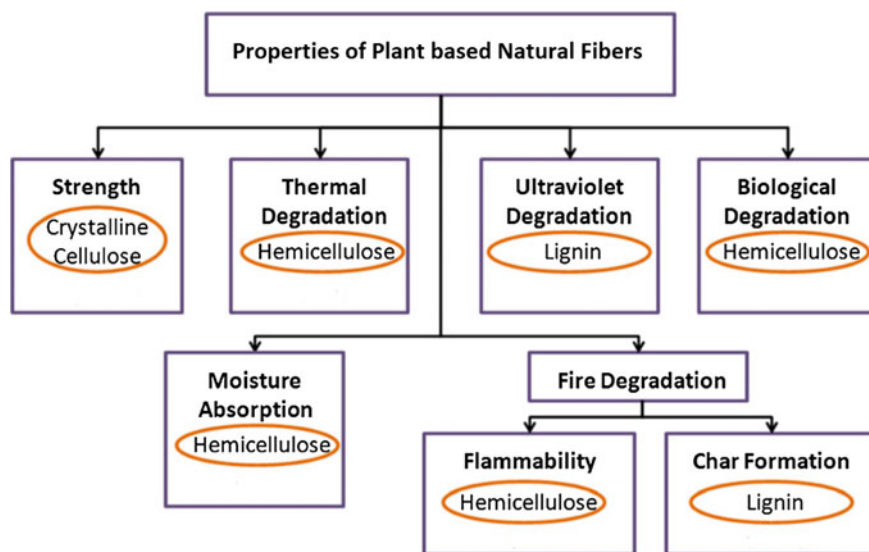 Properties of Plant based Natural Fibers
Strength
Crystalline
Cellulose
Thermal
Degradation
Hemicellulose
Ultraviolet
Degradation
Lignin
Biological
Degradation
Hemicellulose
Moisture
Absorption
Hemicellulose
Fire Degradation
Flammability
Hemicellulose
Char Formation
Lignin